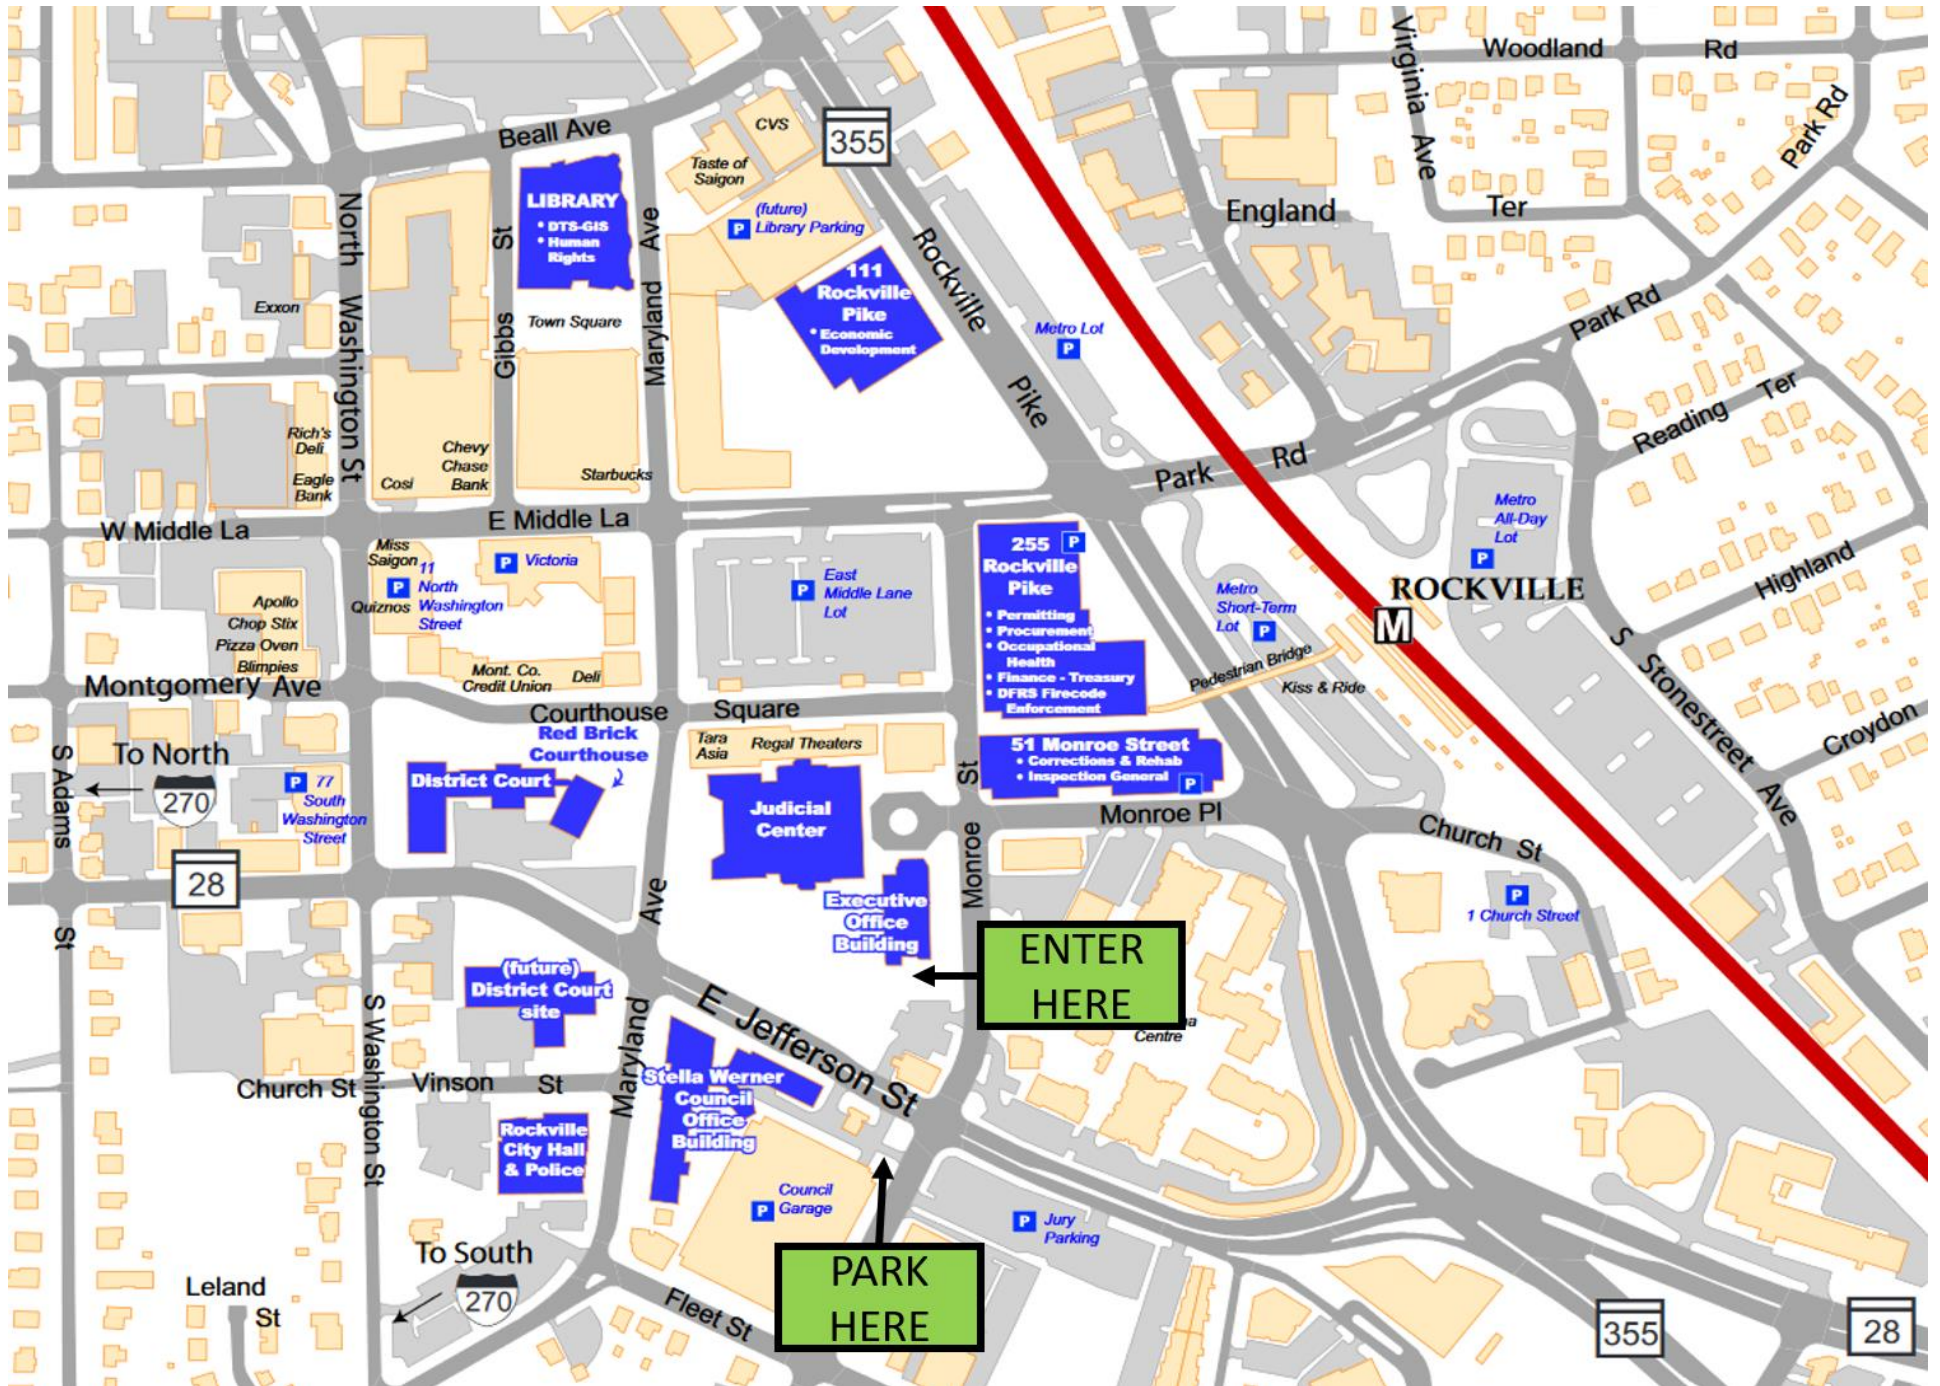 Woodland
Rd
Virginia
Ave
Park Rd
Beall Ave
CVS
355
Taste of
Saigon
LIBRARY
• DTS-GIS
• Human
Rights
(future)
P Library Parking
England
Ter
North
Washington St
St
Gibbs
Ave
Maryland
Rockville
Pike
111
Rockville
Pike
• Economic
Development
Exxon
Town Square
Metro Lot
P
Park Rd
Reading
Ter
Rich's
Deli
Eagle
Bank
Cosi
Chevy
Chase
Bank
Starbucks
Park
Rd
Metro
All-Day
Lot
P
W Middle La
E Middle La
Miss
Saigon
P
11
North
Washington
Street
Quiznos
P Victoria
P
East
Middle Lane
Lot
255 P
Rockville
Pike
• Permitting
• Procurement
• Occupational
Health
• Finance - Treasury
• DFRS Firecode
Enforcement
Metro
Short-Term
Lot
P
ROCKVILLE
M
Highland
Apollo
Chop Stix
Pizza Oven
Blimpies
Mont. Co.
Credit Union
Deli
Pedestrian Bridge
Kiss & Ride
S Stonestreet Ave
Croydon
Montgomery Ave
Courthouse
Square
Red Brick
Courthouse
Tara
Asia
Regal Theaters
51 Monroe Street
• Corrections & Rehab
• Inspection General
P
S Adams
St
To North
270
P 77
South
Washington
Street
District Court
Judicial
Center
St
Monroe
Monroe Pl
Church St
28
Ave
Executive
Office
Building
P
1 Church Street
ENTER
HERE
(future)
District Court
site
E Jefferson St
na
Centre
S Washington St
Maryland
Church St
Vinson
St
Stella Werner
Council
Office
Building
Rockville
City Hall
& Police
P
Council
Garage
P
Jury
Parking
To South
270
PARK
HERE
Leland
St
Fleet St
355
28